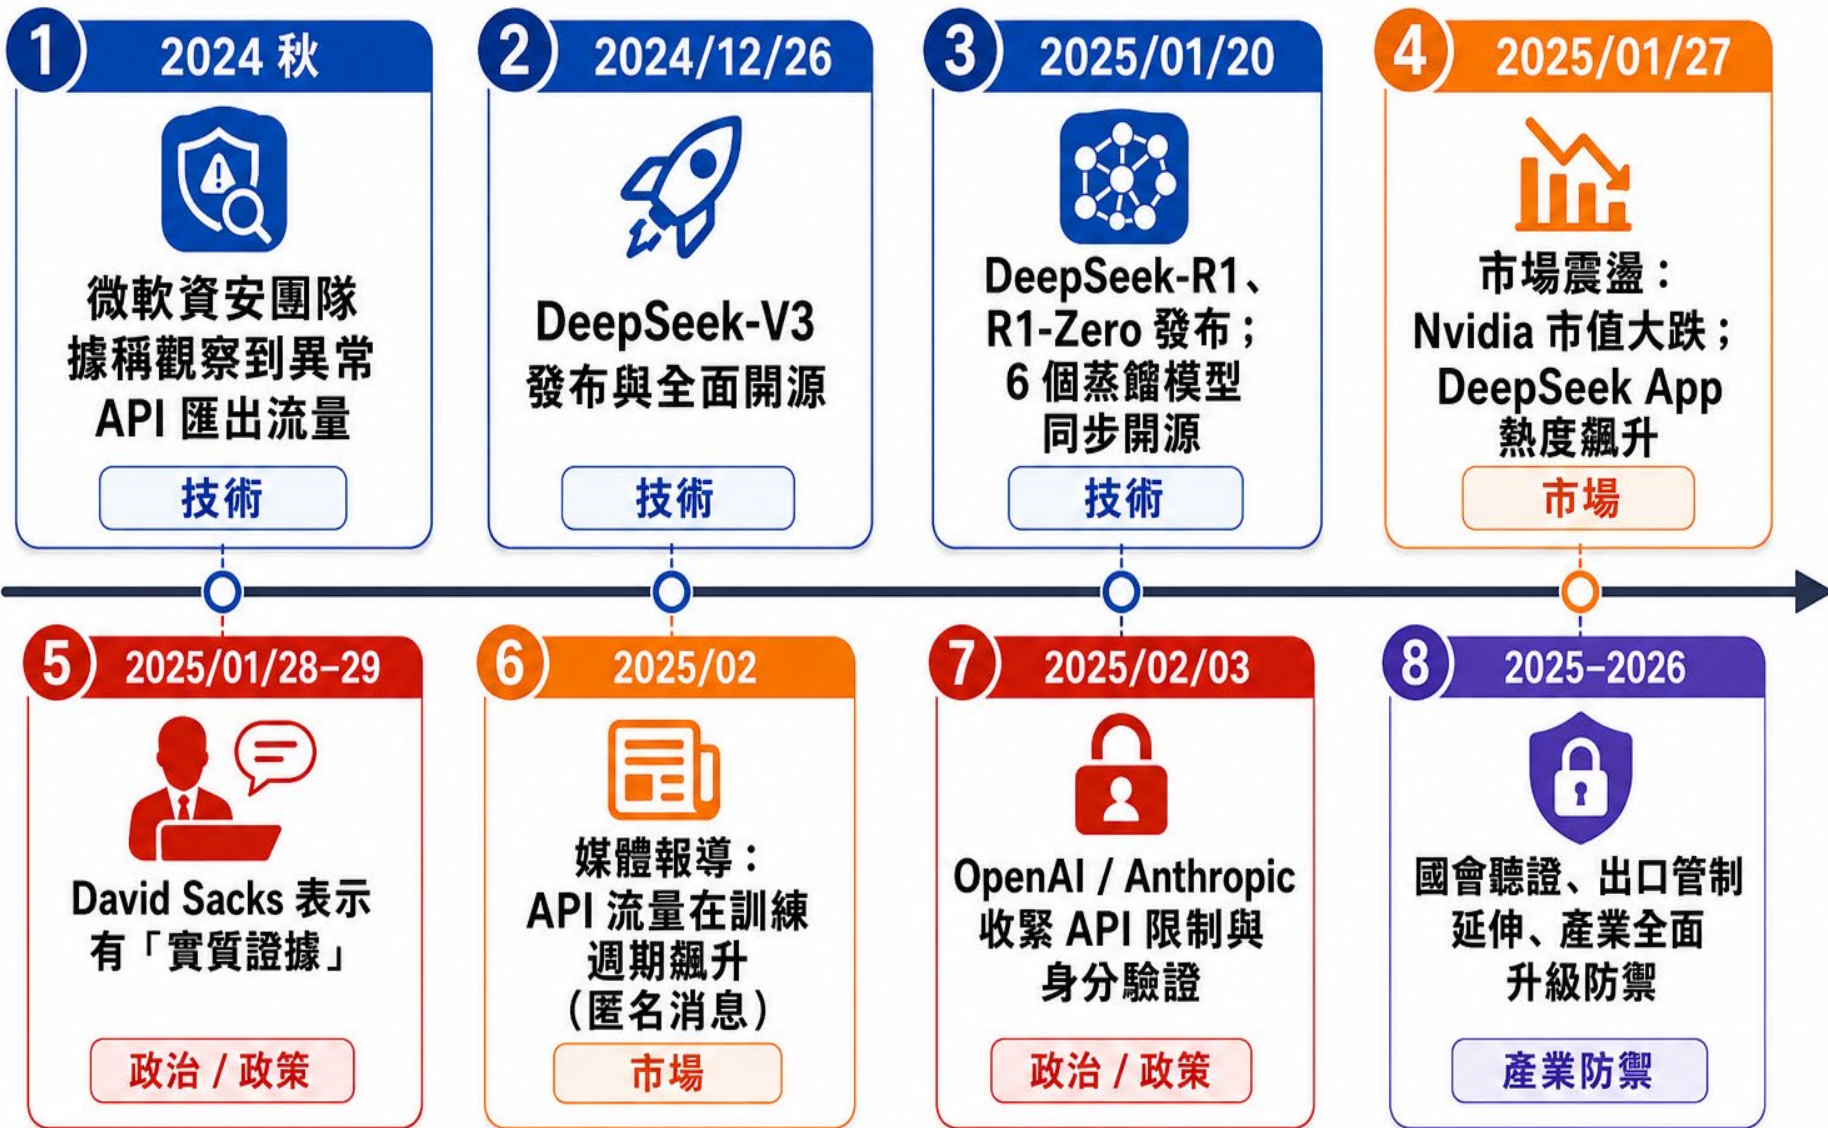 1
2024 秋
微軟資安團隊
據稱觀察到異常
API 匯出流量
技術
2
2024/12/26
DeepSeek-V3
發布與全面開源
技術
3
2025/01/20
DeepSeek-R1、
R1-Zero 發布；
6 個蒸餾模型
同步開源
技術
4
2025/01/27
市場震盪：
Nvidia 市值大跌；
DeepSeek App
熱度飆升
市場
5
2025/01/28–29
David Sacks 表示
有「實質證據」
政治 / 政策
6
2025/02
媒體報導：
API 流量在訓練
週期飆升
（匿名消息）
市場
7
2025/02/03
OpenAI / Anthropic
收緊 API 限制與
身分驗證
政治 / 政策
8
2025–2026
國會聽證、出口管制
延伸、產業全面
升級防禦
產業防禦